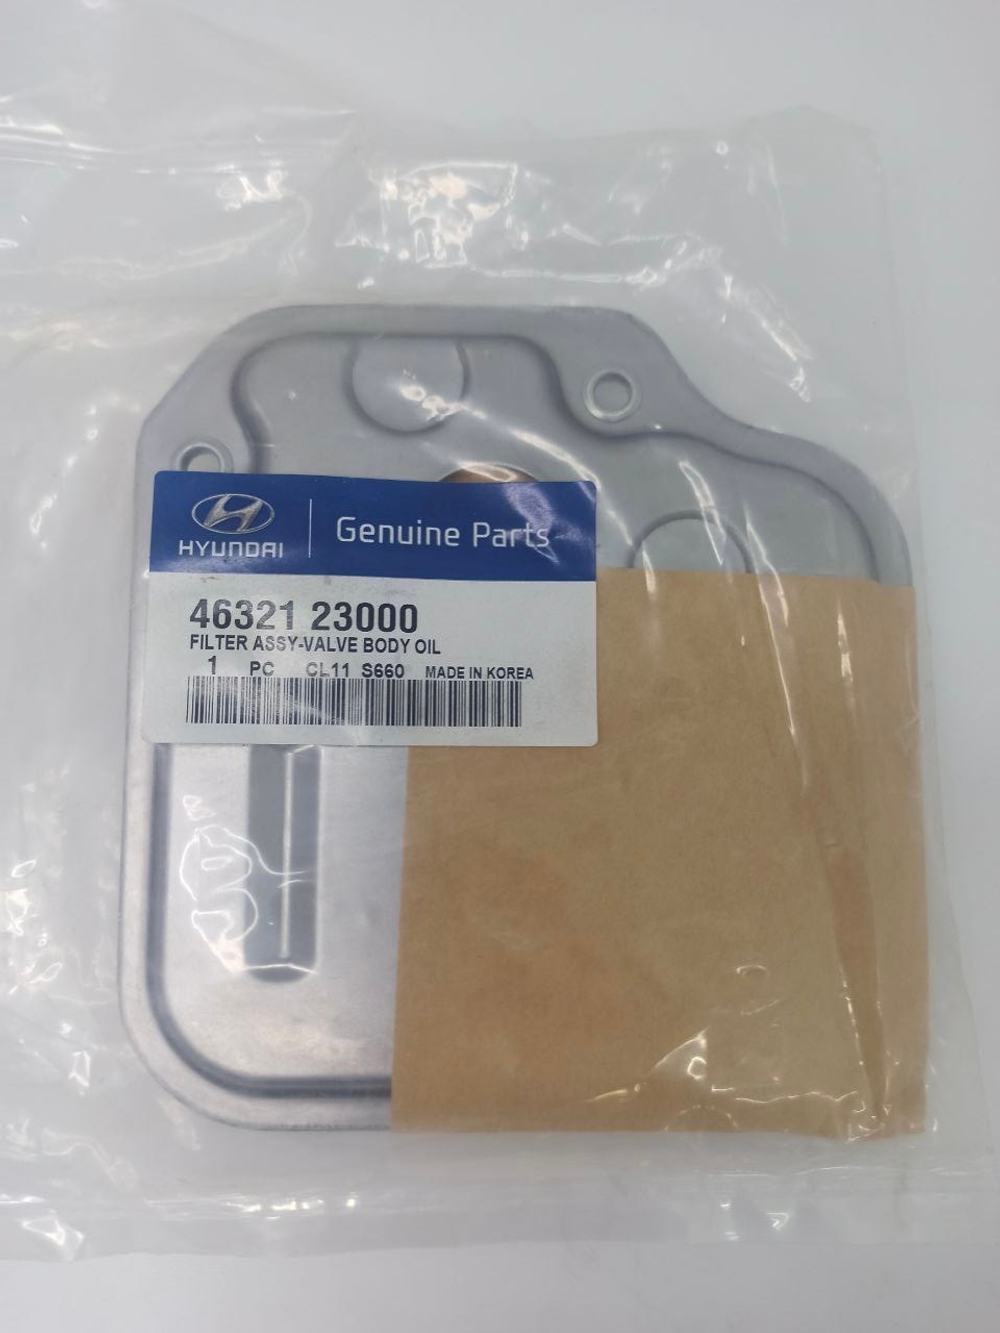 HYUNDAI
Genuine Parts
46321 23000
FILTER ASSY-VALVE BODY OIL
1 PC CL11 S660 MADE IN KOREA